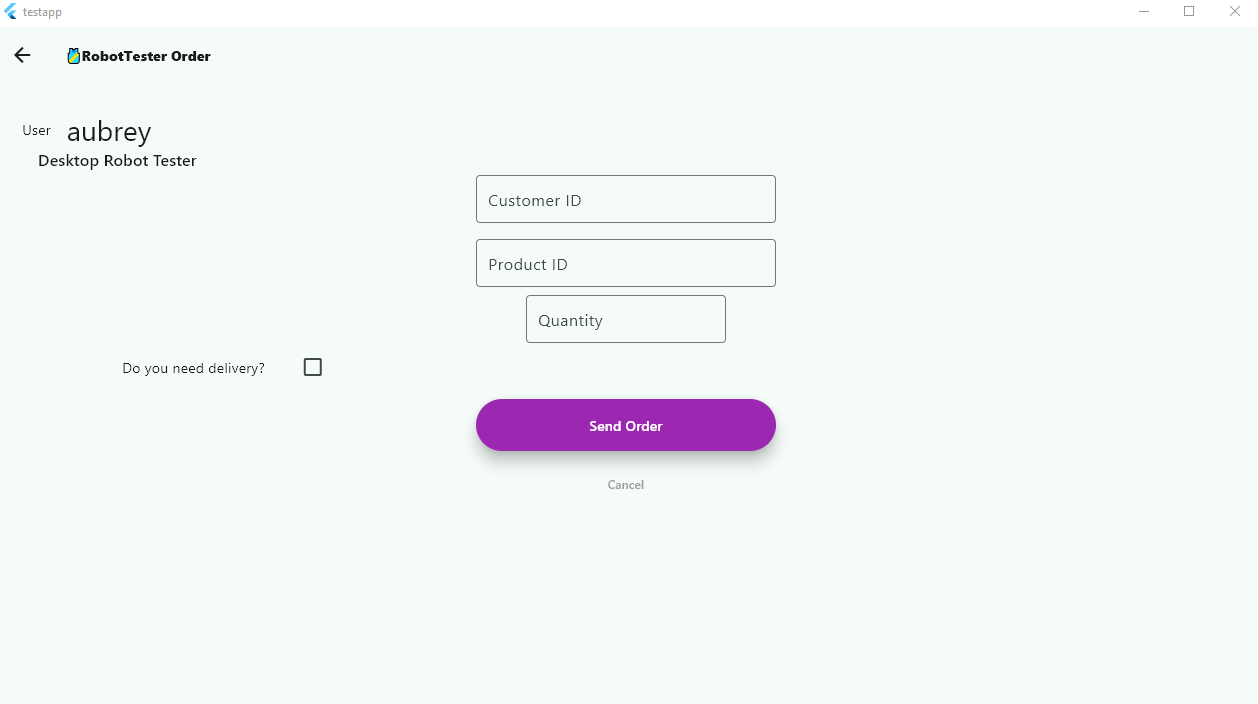 testapp
RobotTester Order
User aubrey
Desktop Robot Tester
Customer ID
Product ID
Quantity
Do you need delivery?
Send Order
Cancel